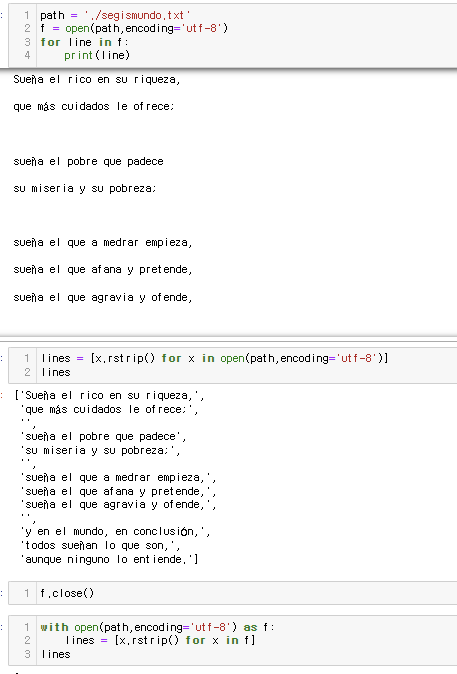 1 path = './segismundo.txt'
2 f = open(path,encoding='utf-8')
3 for line in f:
4     print(line)
Sueña el rico en su riqueza,
que más cuidados le ofrece;
sueña el pobre que padece
su miseria y su pobreza;
sueña el que a medrar empieza,
sueña el que afana y pretende,
sueña el que agravia y ofende,
: 1 lines = [x.rstrip() for x in open(path,encoding='utf-8')]
2 lines
: ['Sueña el rico en su riqueza,',
'que más cuidados le ofrece;',
'',
'sueña el pobre que padece',
'su miseria y su pobreza;',
'',
'sueña el que a medrar empieza,',
'sueña el que afana y pretende,',
'sueña el que agravia y ofende,',
'',
'y en el mundo, en conclusión,',
'todos sueñan lo que son,',
'aunque ninguno lo entiende.']
: 1 f.close()
: 1 with open(path,encoding='utf-8') as f:
2     lines = [x.rstrip() for x in f]
3 lines